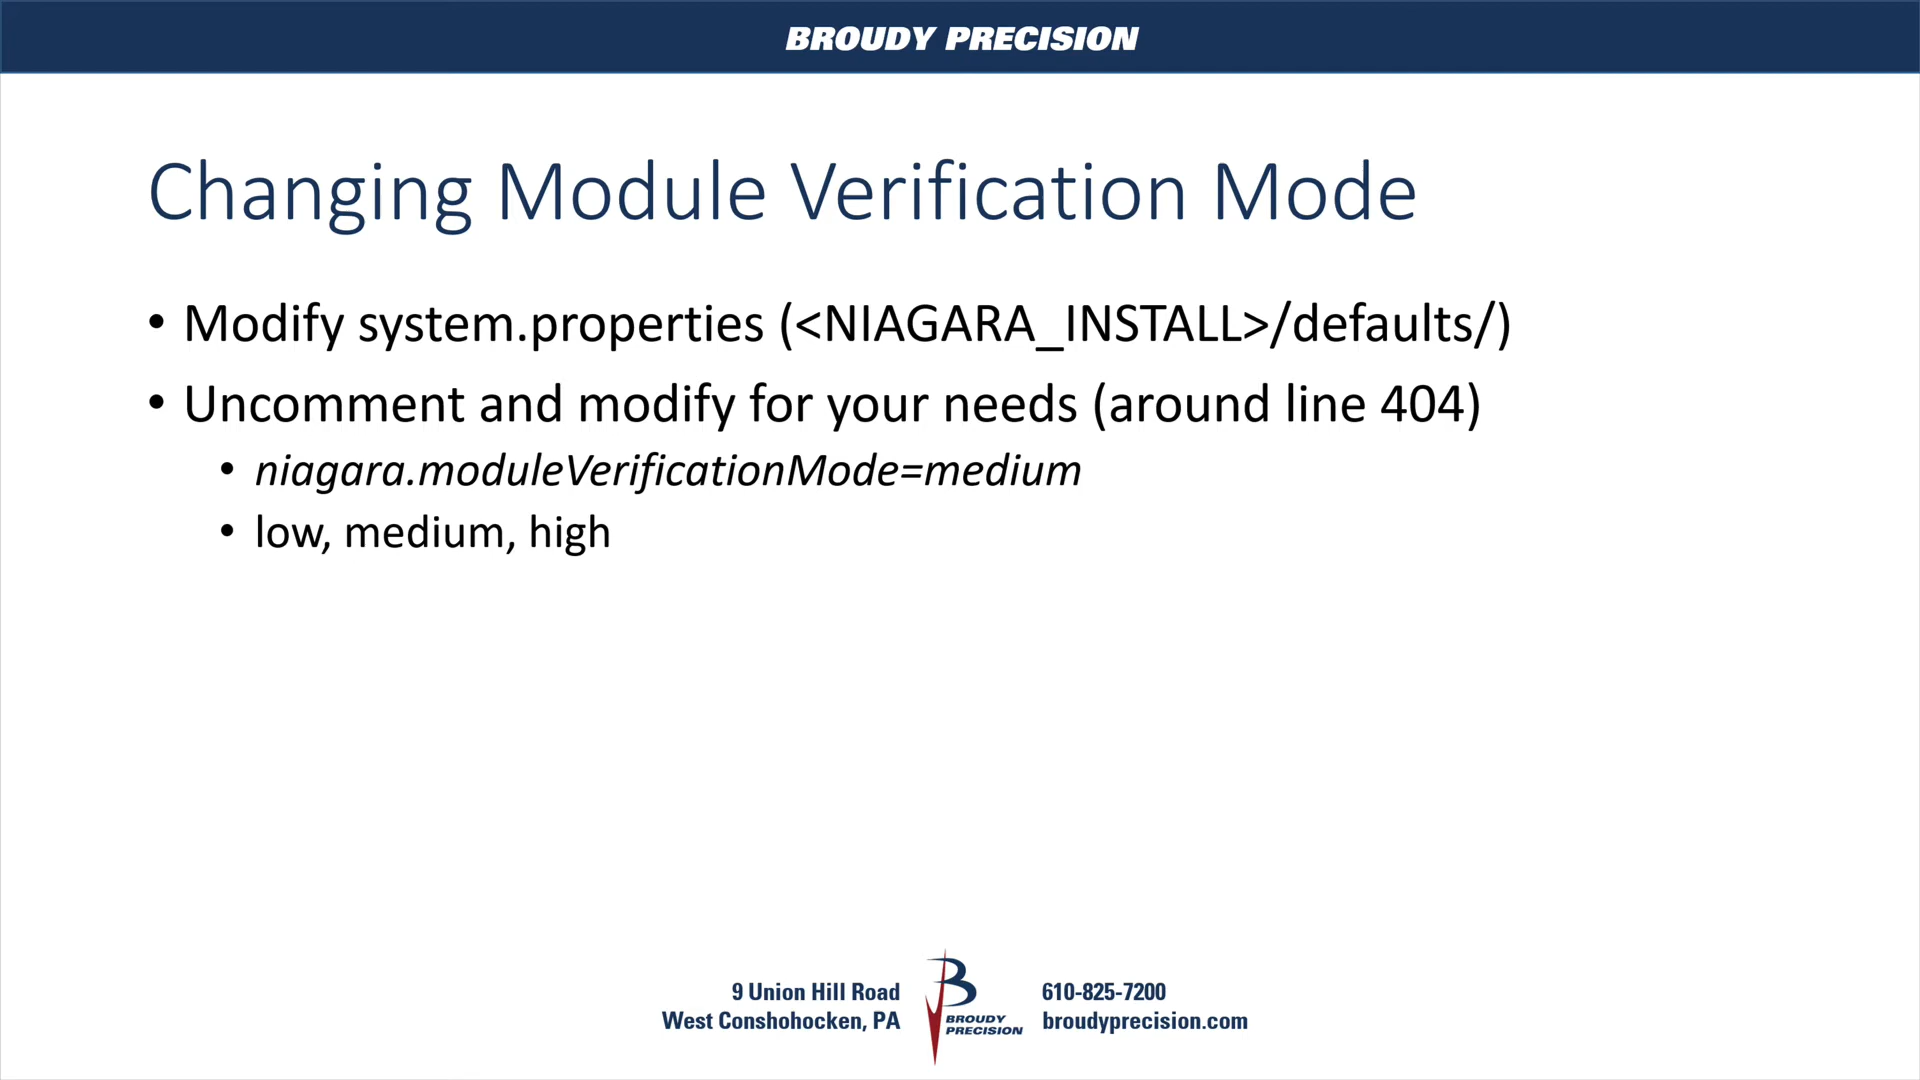 BROUDY PRECISION
Changing Module Verification Mode
• Modify system.properties (<NIAGARA_INSTALL>/defaults/)
• Uncomment and modify for your needs (around line 404)
• niagara.moduleVerificationMode=medium
• low, medium, high
9 Union Hill Road
West Conshohocken, PA
B
BROUDY
PRECISION
610-825-7200
broudyprecision.com